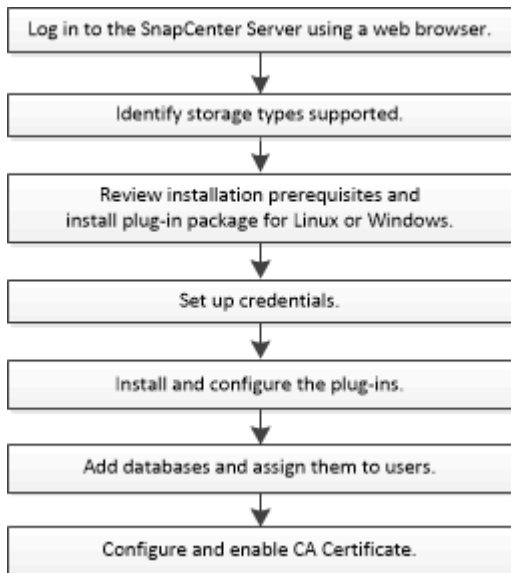 Log in to the SnapCenter Server using a web browser.
Identify storage types supported.
Review installation prerequisites and
install plug-in package for Linux or Windows.
Set up credentials.
Install and configure the plug-ins.
Add databases and assign them to users.
Configure and enable CA Certificate.